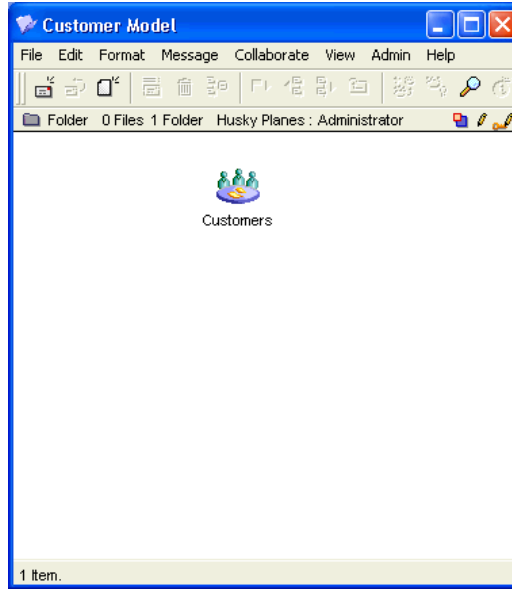 Customer Model
File Edit Format Message Collaborate View Admin Help
Folder 0 Files 1 Folder Husky Planes : Administrator
Customers
1 Item.